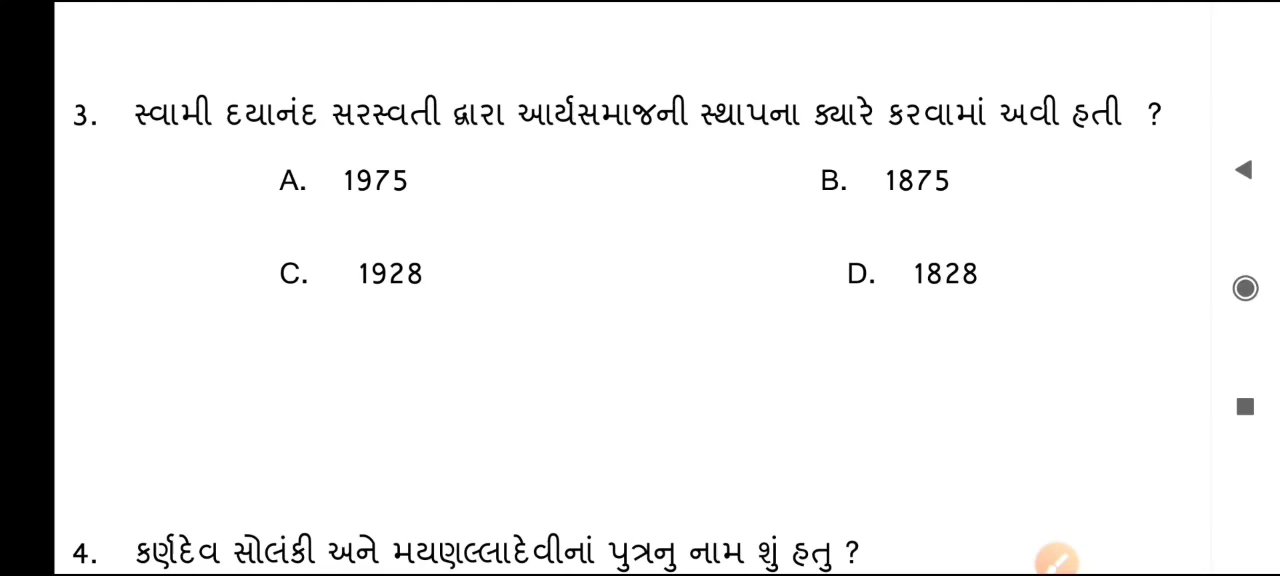 3. સ્વામી દયાનંદ સરસ્વતી દ્વારા આર્યસમાજની સ્થાપના ક્યારે કરવામાં અવી હતી ?
A. 1975 B. 1875
C. 1928 D. 1828
4. કર્ણદેવ સોલંકી અને મયણલ્લાદેવીનાં પુત્રનુ નામ શું હતુ ?